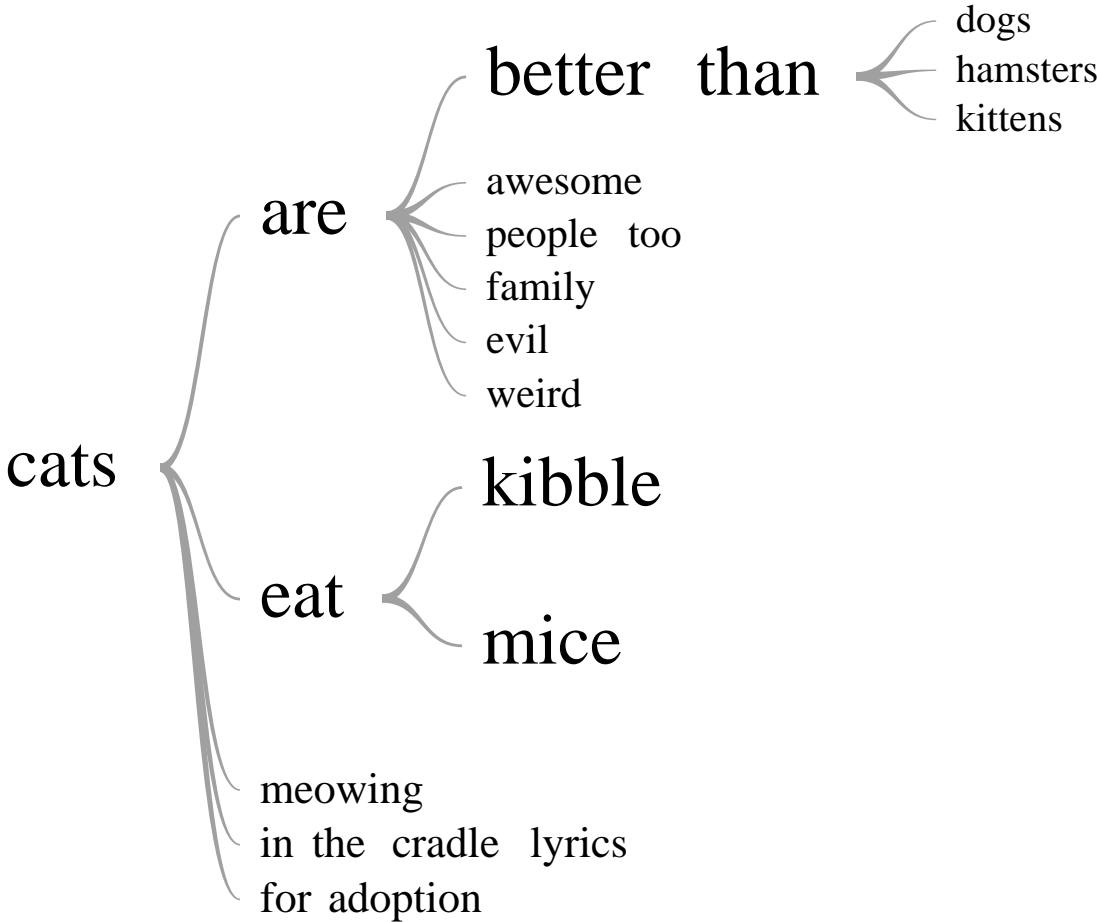 dogs
better than
hamsters
kittens
awesome
are
people too
family
evil
weird
cats
kibble
eat
mice
meowing
in the cradle lyrics
for adoption